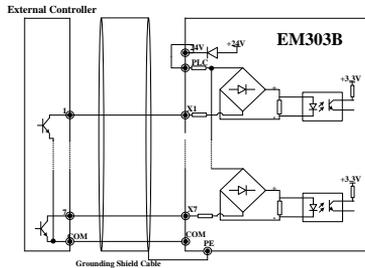 External Controller
EM303B
24V
+24V
PLC
+3.3V
1
X1
+3.3V
7
X7
COM
COM
PE
Grounding Shield Cable